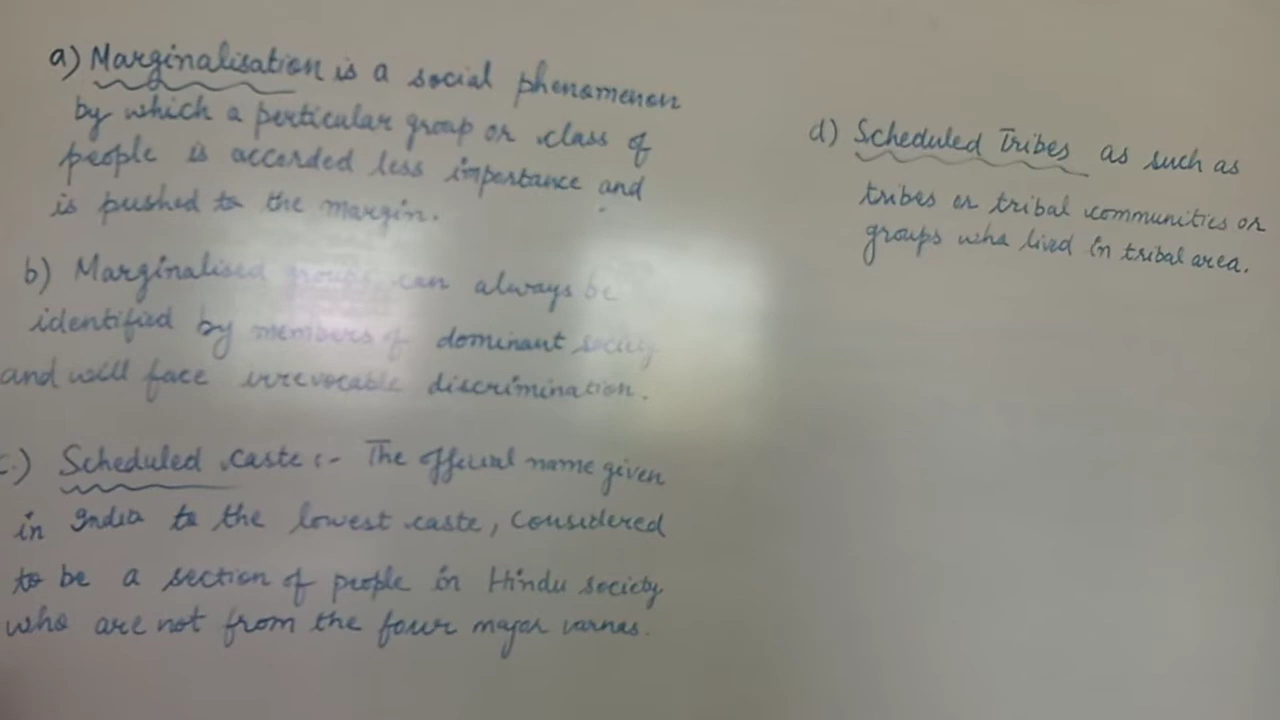 a) Marginalisation is a social phenomenon
by which a perticular group or class of
people is accorded less importance and
is pushed to the margin.
b) Marginalised groups can always be
identified by members of dominant society
and will face irrevocable discrimination.
c.) Scheduled caste :- The official name given
in India to the lowest caste, Considered
to be a section of people in Hindu society
who are not from the four major varnas.
d) Scheduled Tribes as such as
tribes or tribal communities or
groups who lived in tribal area.